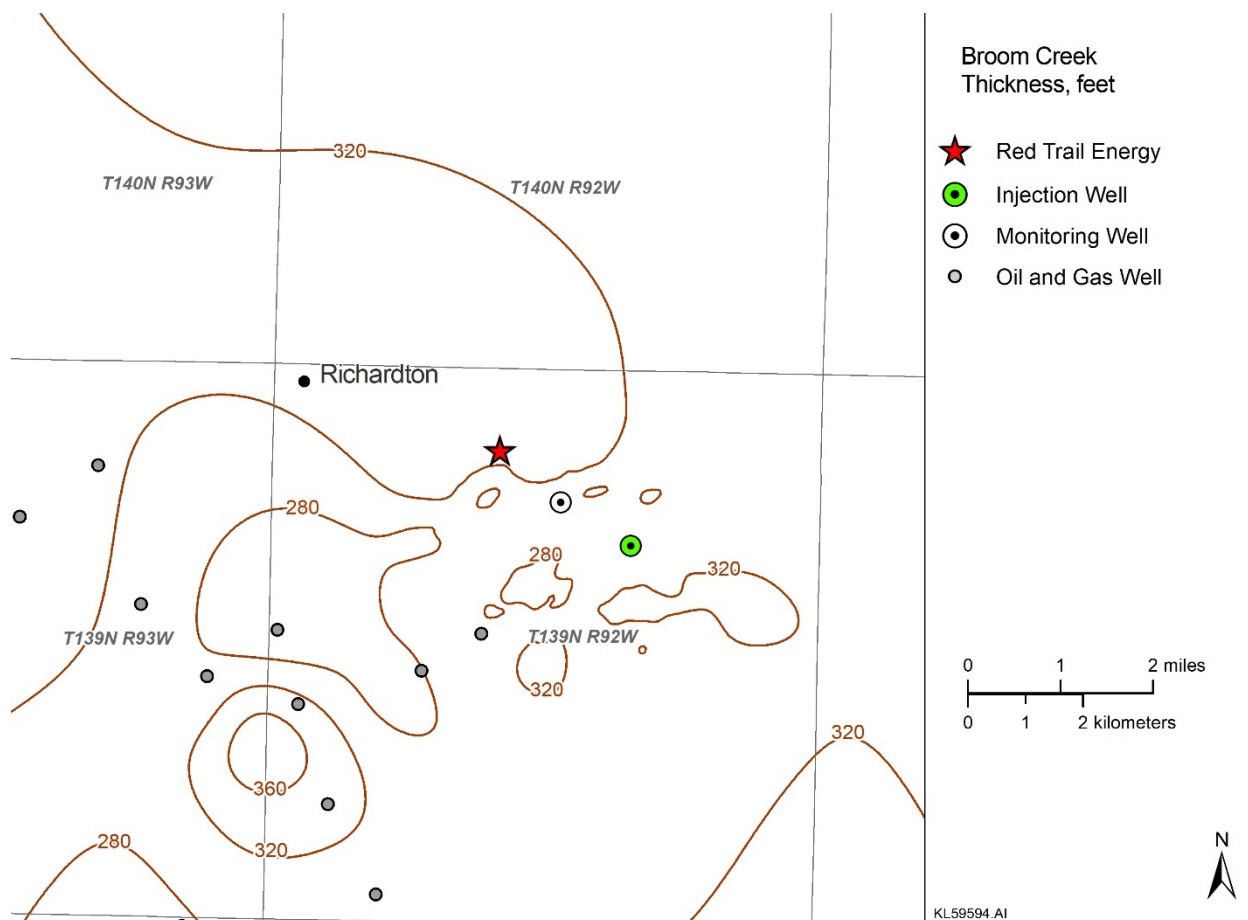 Broom Creek
Thickness, feet
Red Trail Energy
Injection Well
Monitoring Well
Oil and Gas Well
320
T140N R93W
T140N R92W
Richardton
280
280
320
T139N R93W
T139N R92W
320
320
360
280
320
0 1 2 miles
0 1 2 kilometers
N
KL59594.AI